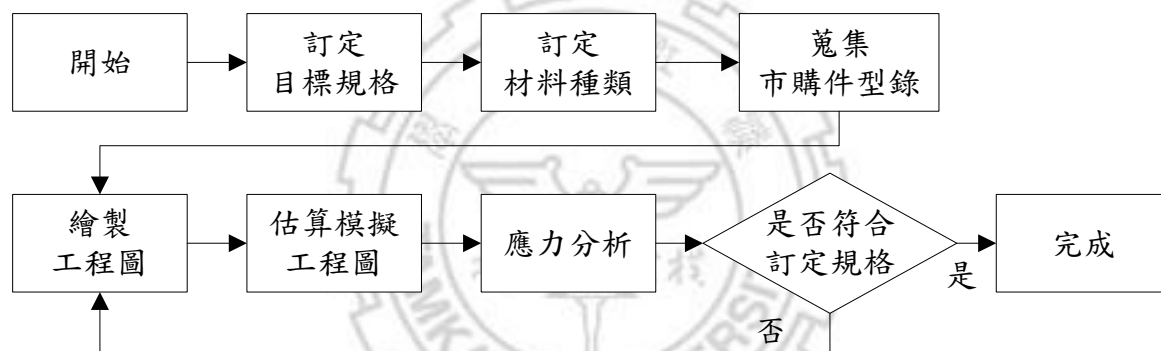 開始
訂定
目標規格
訂定
材料種類
蒐集
市購件型錄
繪製
工程圖
估算模擬
工程圖
應力分析
是否符合
訂定規格
是
完成
否